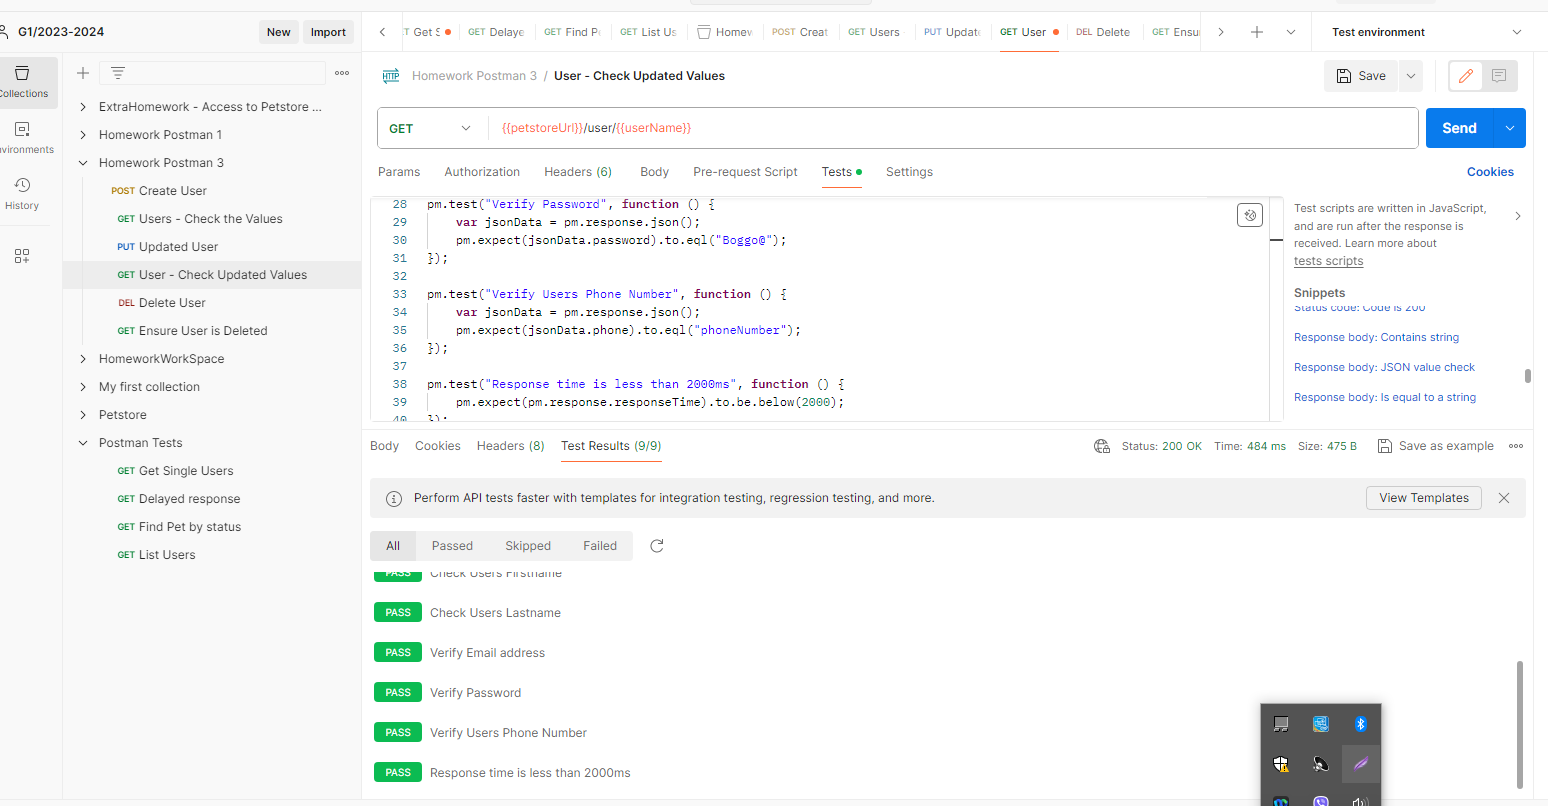 G1/2023-2024
New
Import
Get S
GET Delaye
GET Find P
GET List Us
Homew
POST Creat
GET Users
PUT Updat
GET User
DEL Delete
GET Ensu
Test environment
Collections
Environments
History
ExtraHomework - Access to Petstore ...
Homework Postman 1
Homework Postman 3
POST Create User
GET Users - Check the Values
PUT Updated User
GET User - Check Updated Values
DEL Delete User
GET Ensure User is Deleted
HomeworkWorkSpace
My first collection
Petstore
Postman Tests
GET Get Single Users
GET Delayed response
GET Find Pet by status
GET List Users
HTTP Homework Postman 3 / User - Check Updated Values
Save
GET {{petstoreUrl}}/user/{{userName}}
Send
Params Authorization Headers (6) Body Pre-request Script Tests Settings
Cookies
28 pm.test("Verify Password", function () {
29 var jsonData = pm.response.json();
30 pm.expect(jsonData.password).to.eql("Boggo@");
31 });
32
33 pm.test("Verify Users Phone Number", function () {
34 var jsonData = pm.response.json();
35 pm.expect(jsonData.phone).to.eql("phoneNumber");
36 });
37
38 pm.test("Response time is less than 2000ms", function () {
39 pm.expect(pm.response.responseTime).to.be.below(2000);
40 });
Test scripts are written in JavaScript,
and are run after the response is
received. Learn more about
tests scripts
Snippets
Status code: Code is 200
Response body: Contains string
Response body: JSON value check
Response body: Is equal to a string
Body Cookies Headers (8) Test Results (9/9)
Status: 200 OK Time: 484 ms Size: 475 B Save as example
Perform API tests faster with templates for integration testing, regression testing, and more.
View Templates
All Passed Skipped Failed
PASS Check Users Firstname
PASS Check Users Lastname
PASS Verify Email address
PASS Verify Password
PASS Verify Users Phone Number
PASS Response time is less than 2000ms